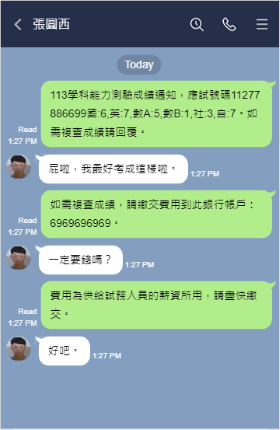 張圖西
Today
113學科能力測驗成績通知，應試號碼11277
886699國:6,英:7,數A:5,數B:1,社:3,自:7。如
需複查成績請回覆。
Read
1:27 PM
屁啦，我最好考成這樣啦。
1:27 PM
如需複查成績，請繳交費用到此銀行帳戶：
6969696969。
Read
1:27 PM
一定要錢嗎？
1:27 PM
費用為供給試務人員的薪資所用，請盡快繳
交。
Read
1:27 PM
好吧。
1:27 PM